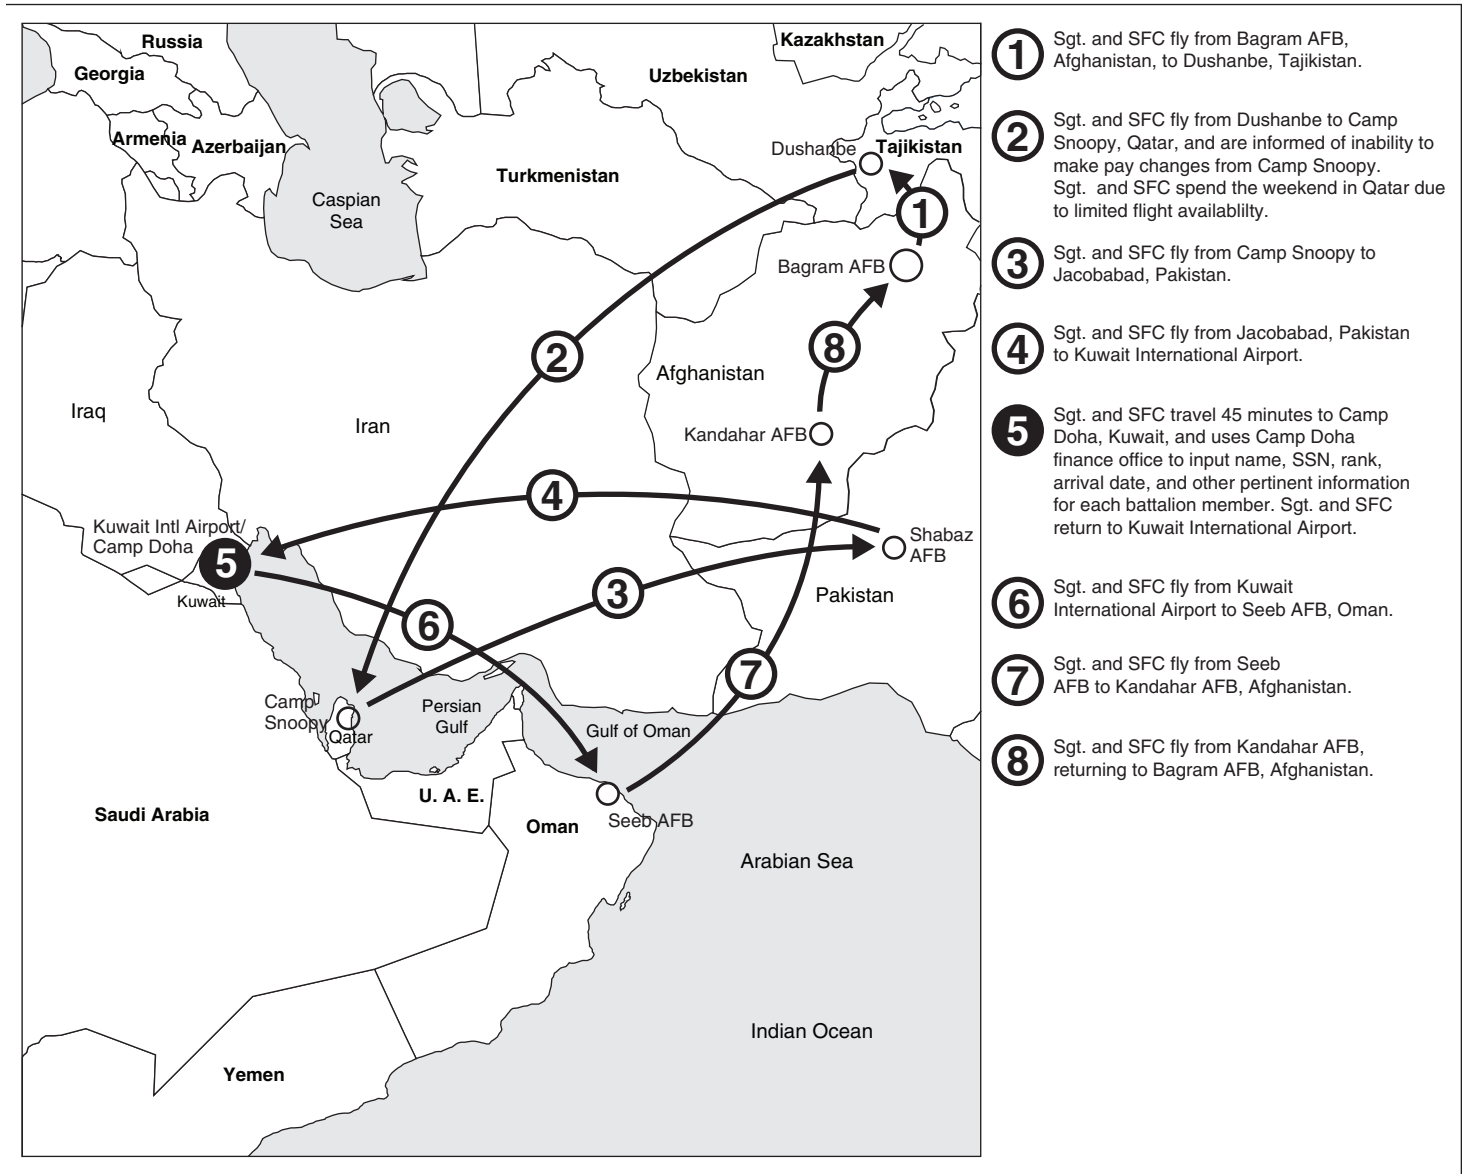 Russia
Kazakhstan
Georgia
Uzbekistan
Armenia
Azerbaijan
Dushanbe
Tajikistan
Turkmenistan
Caspian
Sea
1
Bagram AFB
2
8
Afghanistan
Iraq
Iran
Kandahar AFB
4
Kuwait Intl Airport/
Camp Doha
5
Shabaz
AFB
Kuwait
3
Pakistan
6
7
Camp
Snoopy
Qatar
Persian
Gulf
Gulf of Oman
U. A. E.
Saudi Arabia
Oman
Seeb AFB
Arabian Sea
Indian Ocean
Yemen
1
Sgt. and SFC fly from Bagram AFB,
Afghanistan, to Dushanbe, Tajikistan.
2
Sgt. and SFC fly from Dushanbe to Camp
Snoopy, Qatar, and are informed of inability to
make pay changes from Camp Snoopy.
Sgt. and SFC spend the weekend in Qatar due
to limited flight availablilty.
3
Sgt. and SFC fly from Camp Snoopy to
Jacobabad, Pakistan.
4
Sgt. and SFC fly from Jacobabad, Pakistan
to Kuwait International Airport.
5
Sgt. and SFC travel 45 minutes to Camp
Doha, Kuwait, and uses Camp Doha
finance office to input name, SSN, rank,
arrival date, and other pertinent information
for each battalion member. Sgt. and SFC
return to Kuwait International Airport.
6
Sgt. and SFC fly from Kuwait
International Airport to Seeb AFB, Oman.
7
Sgt. and SFC fly from Seeb
AFB to Kandahar AFB, Afghanistan.
8
Sgt. and SFC fly from Kandahar AFB,
returning to Bagram AFB, Afghanistan.